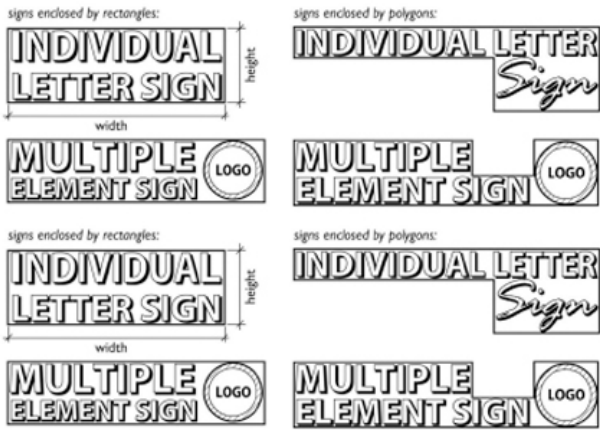 signs enclosed by rectangles:
INDIVIDUAL
LETTER SIGN
height
width
MULTIPLE
ELEMENT SIGN
LOGO
signs enclosed by polygons:
INDIVIDUAL LETTER
Sign
MULTIPLE
ELEMENT SIGN
LOGO
signs enclosed by rectangles:
INDIVIDUAL
LETTER SIGN
height
width
MULTIPLE
ELEMENT SIGN
LOGO
signs enclosed by polygons:
INDIVIDUAL LETTER
Sign
MULTIPLE
ELEMENT SIGN
LOGO